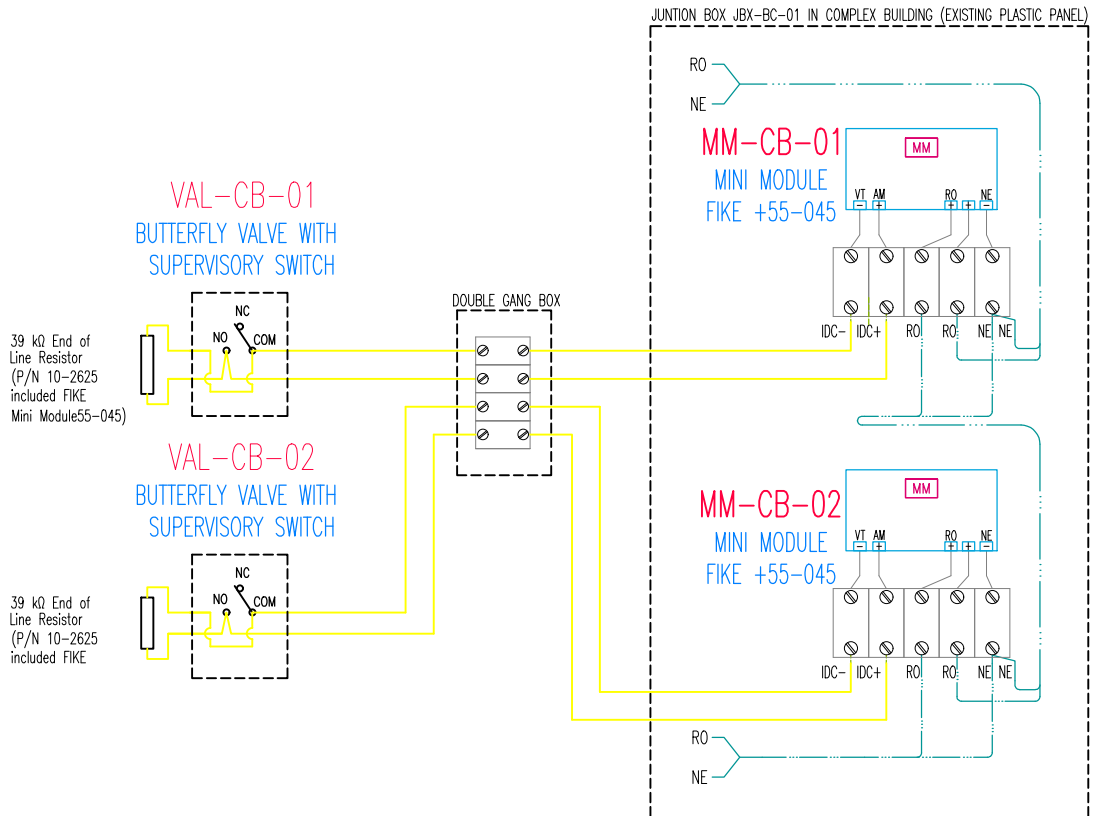 JUNTION BOX JBX-BC-01 IN COMPLEX BUILDING (EXISTING PLASTIC PANEL)
RO
NE
MM-CB-01
MINI MODULE
FIKE +55-045
MM
VT AM RO NE
- + + + -
IDC- IDC+ RO RO NE NE
VAL-CB-01
BUTTERFLY VALVE WITH
SUPERVISORY SWITCH
NC
NO COM
39 kΩ End of
Line Resistor
(P/N 10-2625
included FIKE
Mini Module55-045)
DOUBLE GANG BOX
VAL-CB-02
BUTTERFLY VALVE WITH
SUPERVISORY SWITCH
NC
NO COM
39 kΩ End of
Line Resistor
(P/N 10-2625
included FIKE
MM-CB-02
MINI MODULE
FIKE +55-045
MM
VT AM RO NE
- + + + -
IDC- IDC+ RO RO NE NE
RO
NE